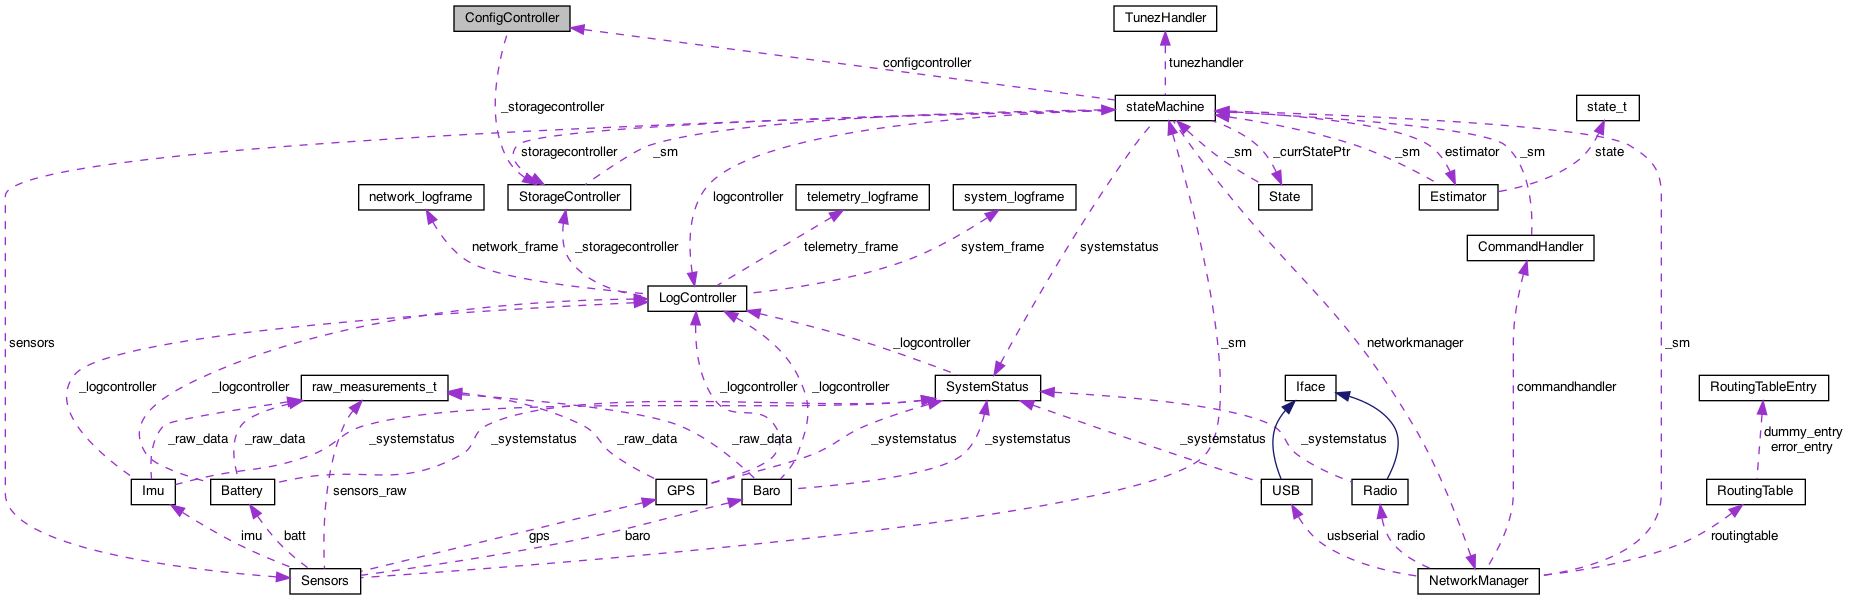 ConfigController
TunezHandler
configcontroller
tunezhandler
_storagecontroller
stateMachine
state_t
storagecontroller
_sm
_sm
_currStatePtr
_sm
estimator
_sm
state
network_logframe
StorageController
telemetry_logframe
system_logframe
logcontroller
State
Estimator
network_frame
_storagecontroller
telemetry_frame
system_frame
systemstatus
CommandHandler
LogController
sensors
_logcontroller
_sm
networkmanager
_sm
_logcontroller
_logcontroller
_logcontroller
_logcontroller
raw_measurements_t
SystemStatus
Iface
commandhandler
RoutingTableEntry
_raw_data
_raw_data
_systemstatus
_systemstatus
_raw_data
_raw_data
_systemstatus
_systemstatus
_systemstatus
_systemstatus
dummy_entry
error_entry
Imu
Battery
sensors_raw
GPS
Baro
USB
Radio
RoutingTable
imu
batt
gps
baro
usbserial
radio
routingtable
Sensors
NetworkManager